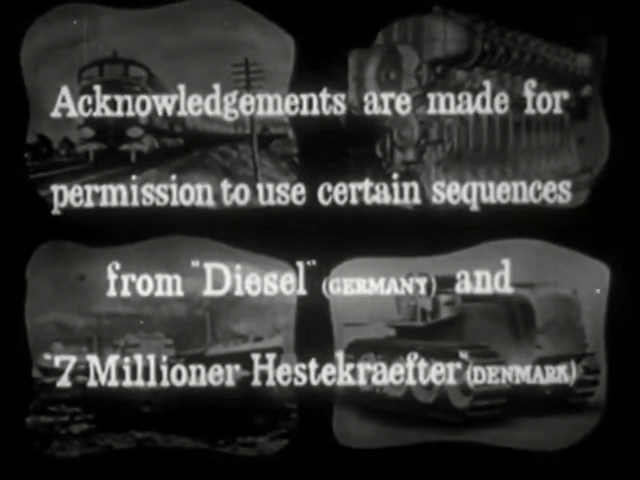 Acknowledgements are made for
permission to use certain sequences
from "Diesel" (GERMANY) and
"7 Millioner Hestekraefter" (DENMARK)